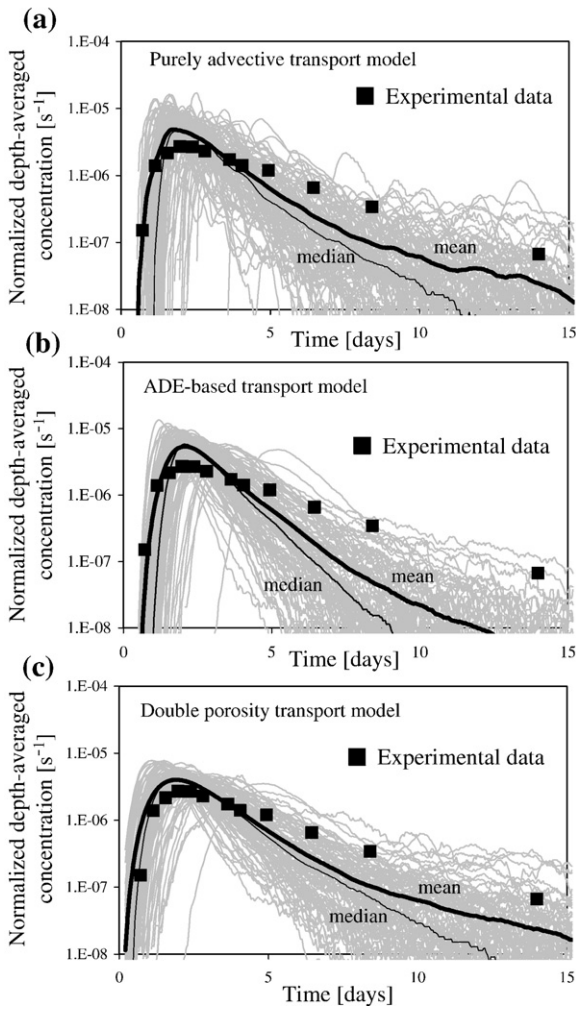 (a)
1.E-04
Purely advective transport model
Experimental data
1.E-05
1.E-06
1.E-07
1.E-08
mean
median
0
5
10
15
Time [days]
Normalized depth-averaged
concentration [s⁻¹]
(b)
1.E-04
ADE-based transport model
Experimental data
1.E-05
1.E-06
1.E-07
1.E-08
mean
median
0
5
10
15
Time [days]
Normalized depth-averaged
concentration [s⁻¹]
(c)
1.E-04
Double porosity transport model
Experimental data
1.E-05
1.E-06
1.E-07
1.E-08
mean
median
0
5
10
15
Time [days]
Normalized depth-averaged
concentration [s⁻¹]